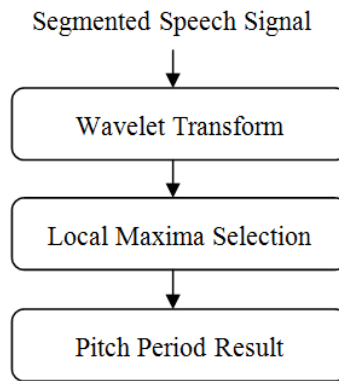 Segmented Speech Signal
Wavelet Transform
Local Maxima Selection
Pitch Period Result